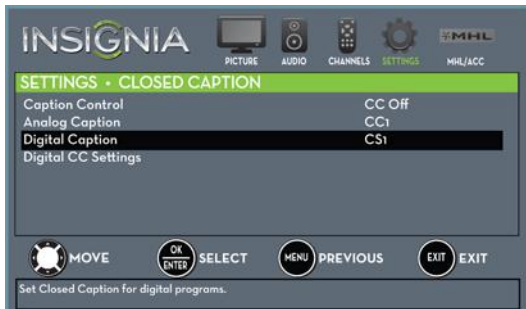 INSIGNIA
PICTURE AUDIO CHANNELS SETTINGS MHL MHL/ACC
SETTINGS • CLOSED CAPTION
Caption Control CC Off
Analog Caption CC1
Digital Caption CS1
Digital CC Settings
MOVE OK ENTER SELECT MENU PREVIOUS EXIT EXIT
Set Closed Caption for digital programs.